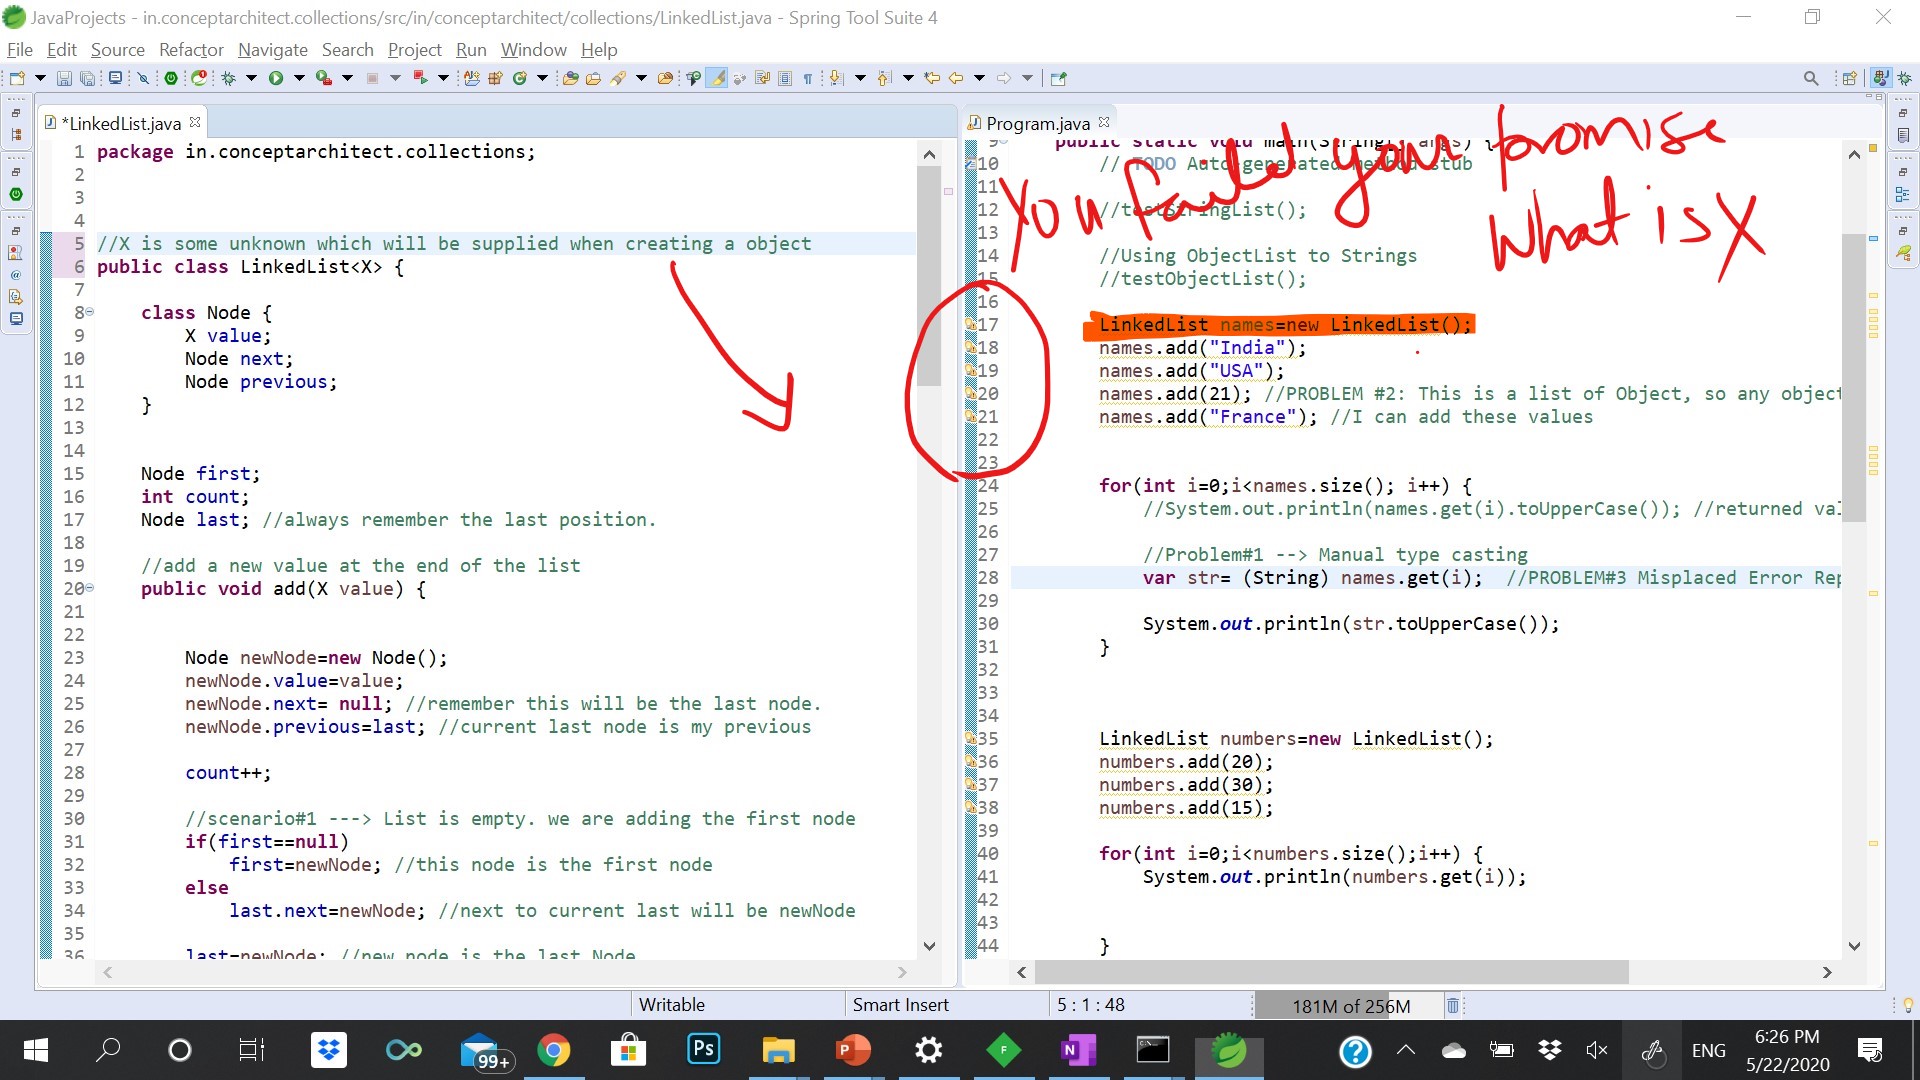 JavaProjects - in.conceptarchitect.collections/src/in/conceptarchitect/collections/LinkedList.java - Spring Tool Suite 4
File Edit Source Refactor Navigate Search Project Run Window Help
*LinkedList.java
1 package in.conceptarchitect.collections;
2
3
4
5 //X is some unknown which will be supplied when creating a object
6 public class LinkedList<X> {
7
8 class Node {
9 X value;
10 Node next;
11 Node previous;
12 }
13
14
15 Node first;
16 int count;
17 Node last; //always remember the last position.
18
19 //add a new value at the end of the list
20 public void add(X value) {
21
22
23 Node newNode=new Node();
24 newNode.value=value;
25 newNode.next= null; //remember this will be the last node.
26 newNode.previous=last; //current last node is my previous
27
28 count++;
29
30 //scenario#1 ---> List is empty. we are adding the first node
31 if(first==null)
32 first=newNode; //this node is the first node
33 else
34 last.next=newNode; //next to current last will be newNode
35
36 last=newNode; //new node is the last Node
Program.java
You failed your promise
What is X
9 public static void main(String[] args) {
10 // TODO Auto-generated method stub
11
12 //testStringList();
13
14 //Using ObjectList to Strings
15 //testObjectList();
16
17 LinkedList names=new LinkedList();
18 names.add("India");
19 names.add("USA");
20 names.add(21); //PROBLEM #2: This is a list of Object, so any object
21 names.add("France"); //I can add these values
22
23
24 for(int i=0;i<names.size(); i++) {
25 //System.out.println(names.get(i).toUpperCase()); //returned val
26
27 //Problem#1 --> Manual type casting
28 var str= (String) names.get(i); //PROBLEM#3 Misplaced Error Rep
29
30 System.out.println(str.toUpperCase());
31 }
32
33
34
35 LinkedList numbers=new LinkedList();
36 numbers.add(20);
37 numbers.add(30);
38 numbers.add(15);
39
40 for(int i=0;i<numbers.size();i++) {
41 System.out.println(numbers.get(i));
42
43
44 }
Writable Smart Insert 5 : 1 : 48 181M of 256M
99+ Ps P F N ENG 6:26 PM
5/22/2020